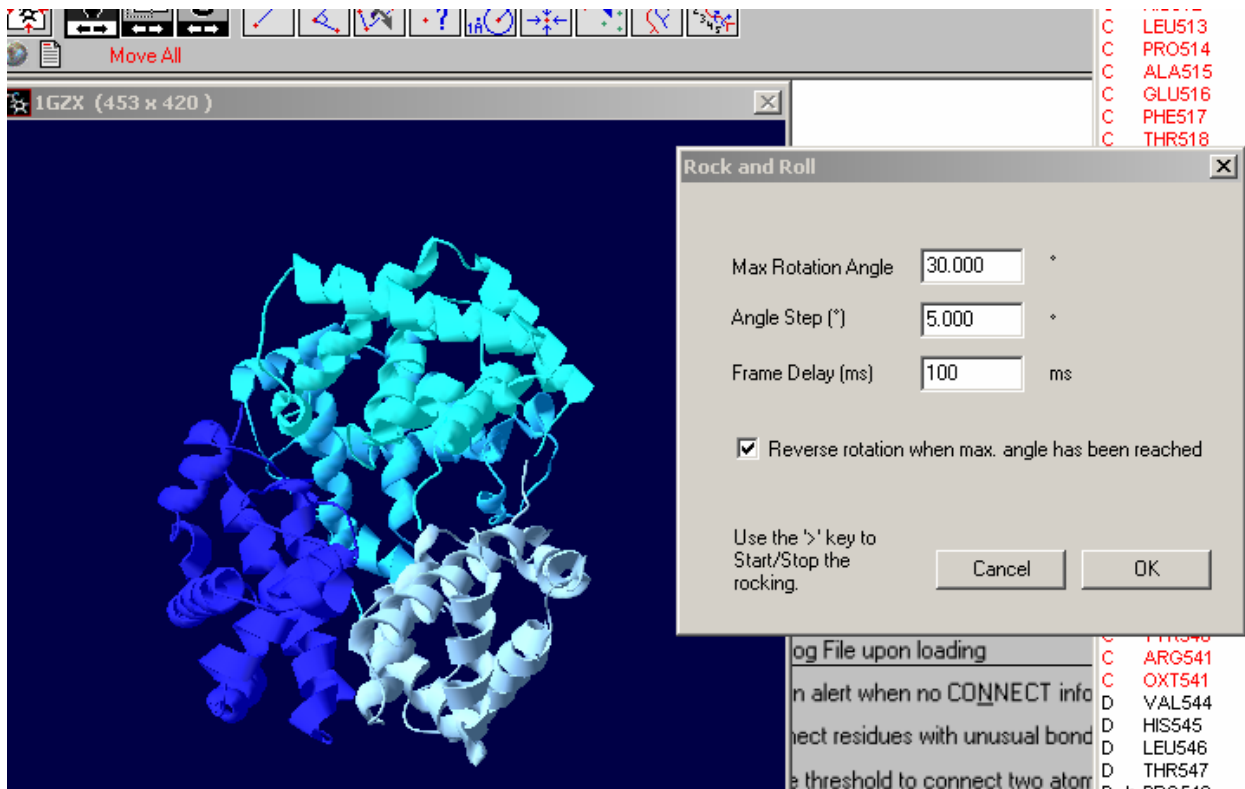 1Å
Move All
1GZX (453 x 420 )
C LEU513
C PRO514
C ALA515
C GLU516
C PHE517
C THR518
Rock and Roll
Max Rotation Angle 30.000 °
Angle Step (°) 5.000 °
Frame Delay (ms) 100 ms
Reverse rotation when max. angle has been reached
Use the '>' key to
Start/Stop the
rocking.
Cancel OK
og File upon loading
n alert when no CONNECT info
nect residues with unusual bond
e threshold to connect two atom
C ARG541
C OXT541
D VAL544
D HIS545
D LEU546
D THR547